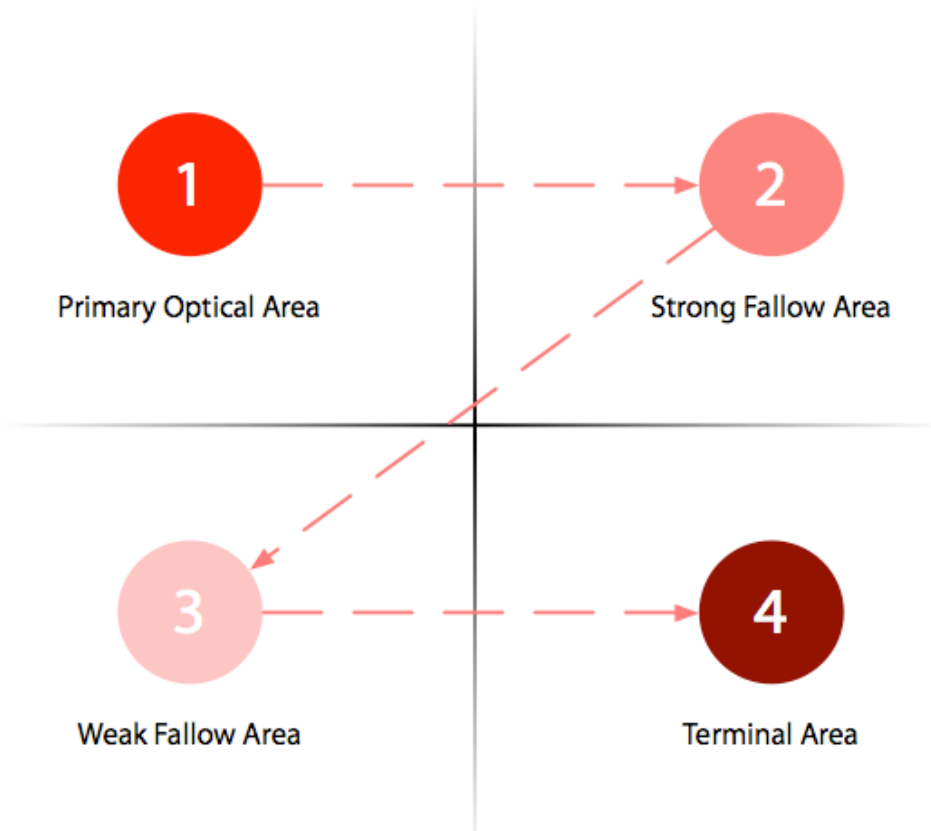 1
2
Primary Optical Area
Strong Fallow Area
3
4
Weak Fallow Area
Terminal Area